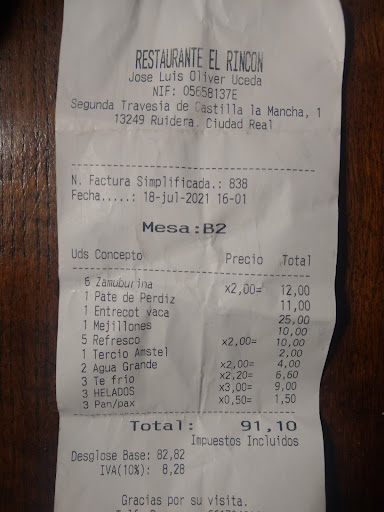 RESTAURANTE EL RINCON
Jose Luis Oliver Uceda
NIF: 05658137E
Segunda Travesia de Castilla la Mancha, 1
13249 Ruidera. Ciudad Real
N. Factura Simplificada.: 838
Fecha.....: 18-jul-2021 16-01
Mesa:B2
Uds Concepto Precio Total
6 Zamuburina x2,00= 12,00
1 Pate de Perdiz 11,00
1 Entrecot vaca 25,00
1 Mejillones 10,00
5 Refresco x2,00= 10,00
1 Tercio Amstel 2,00
2 Agua Grande x2,00= 4,00
3 Te frio x2,20= 6,60
3 HELADOS x3,00= 9,00
3 Pan/pax x0,50= 1,50
Total: 91,10
Impuestos Incluidos
Desglose Base: 82,82
IVA(10%): 8,28
Gracias por su visita.